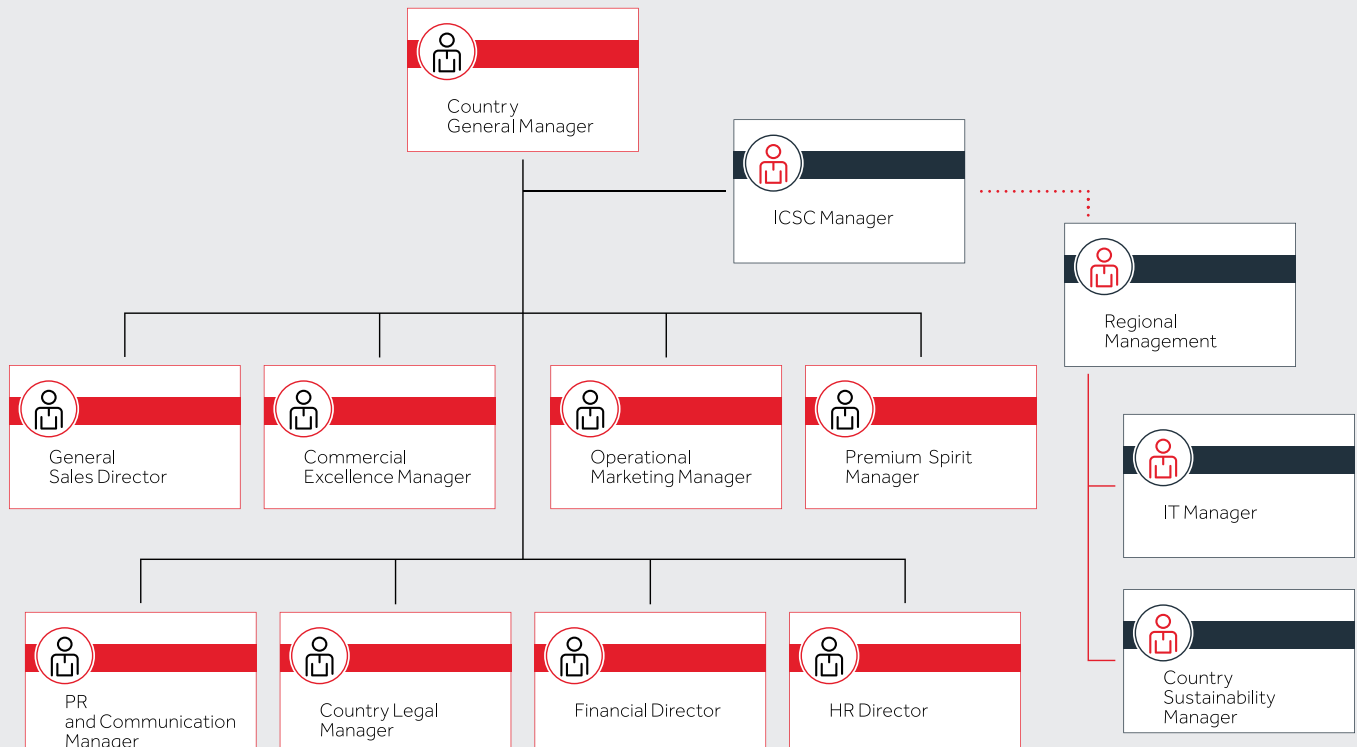 Country
General Manager
ICSC Manager
Regional
Management
General
Sales Director
Commercial
Excellence Manager
Operational
Marketing Manager
Premium Spirit
Manager
IT Manager
PR
and Communication
Manager
Country Legal
Manager
Financial Director
HR Director
Country
Sustainability
Manager